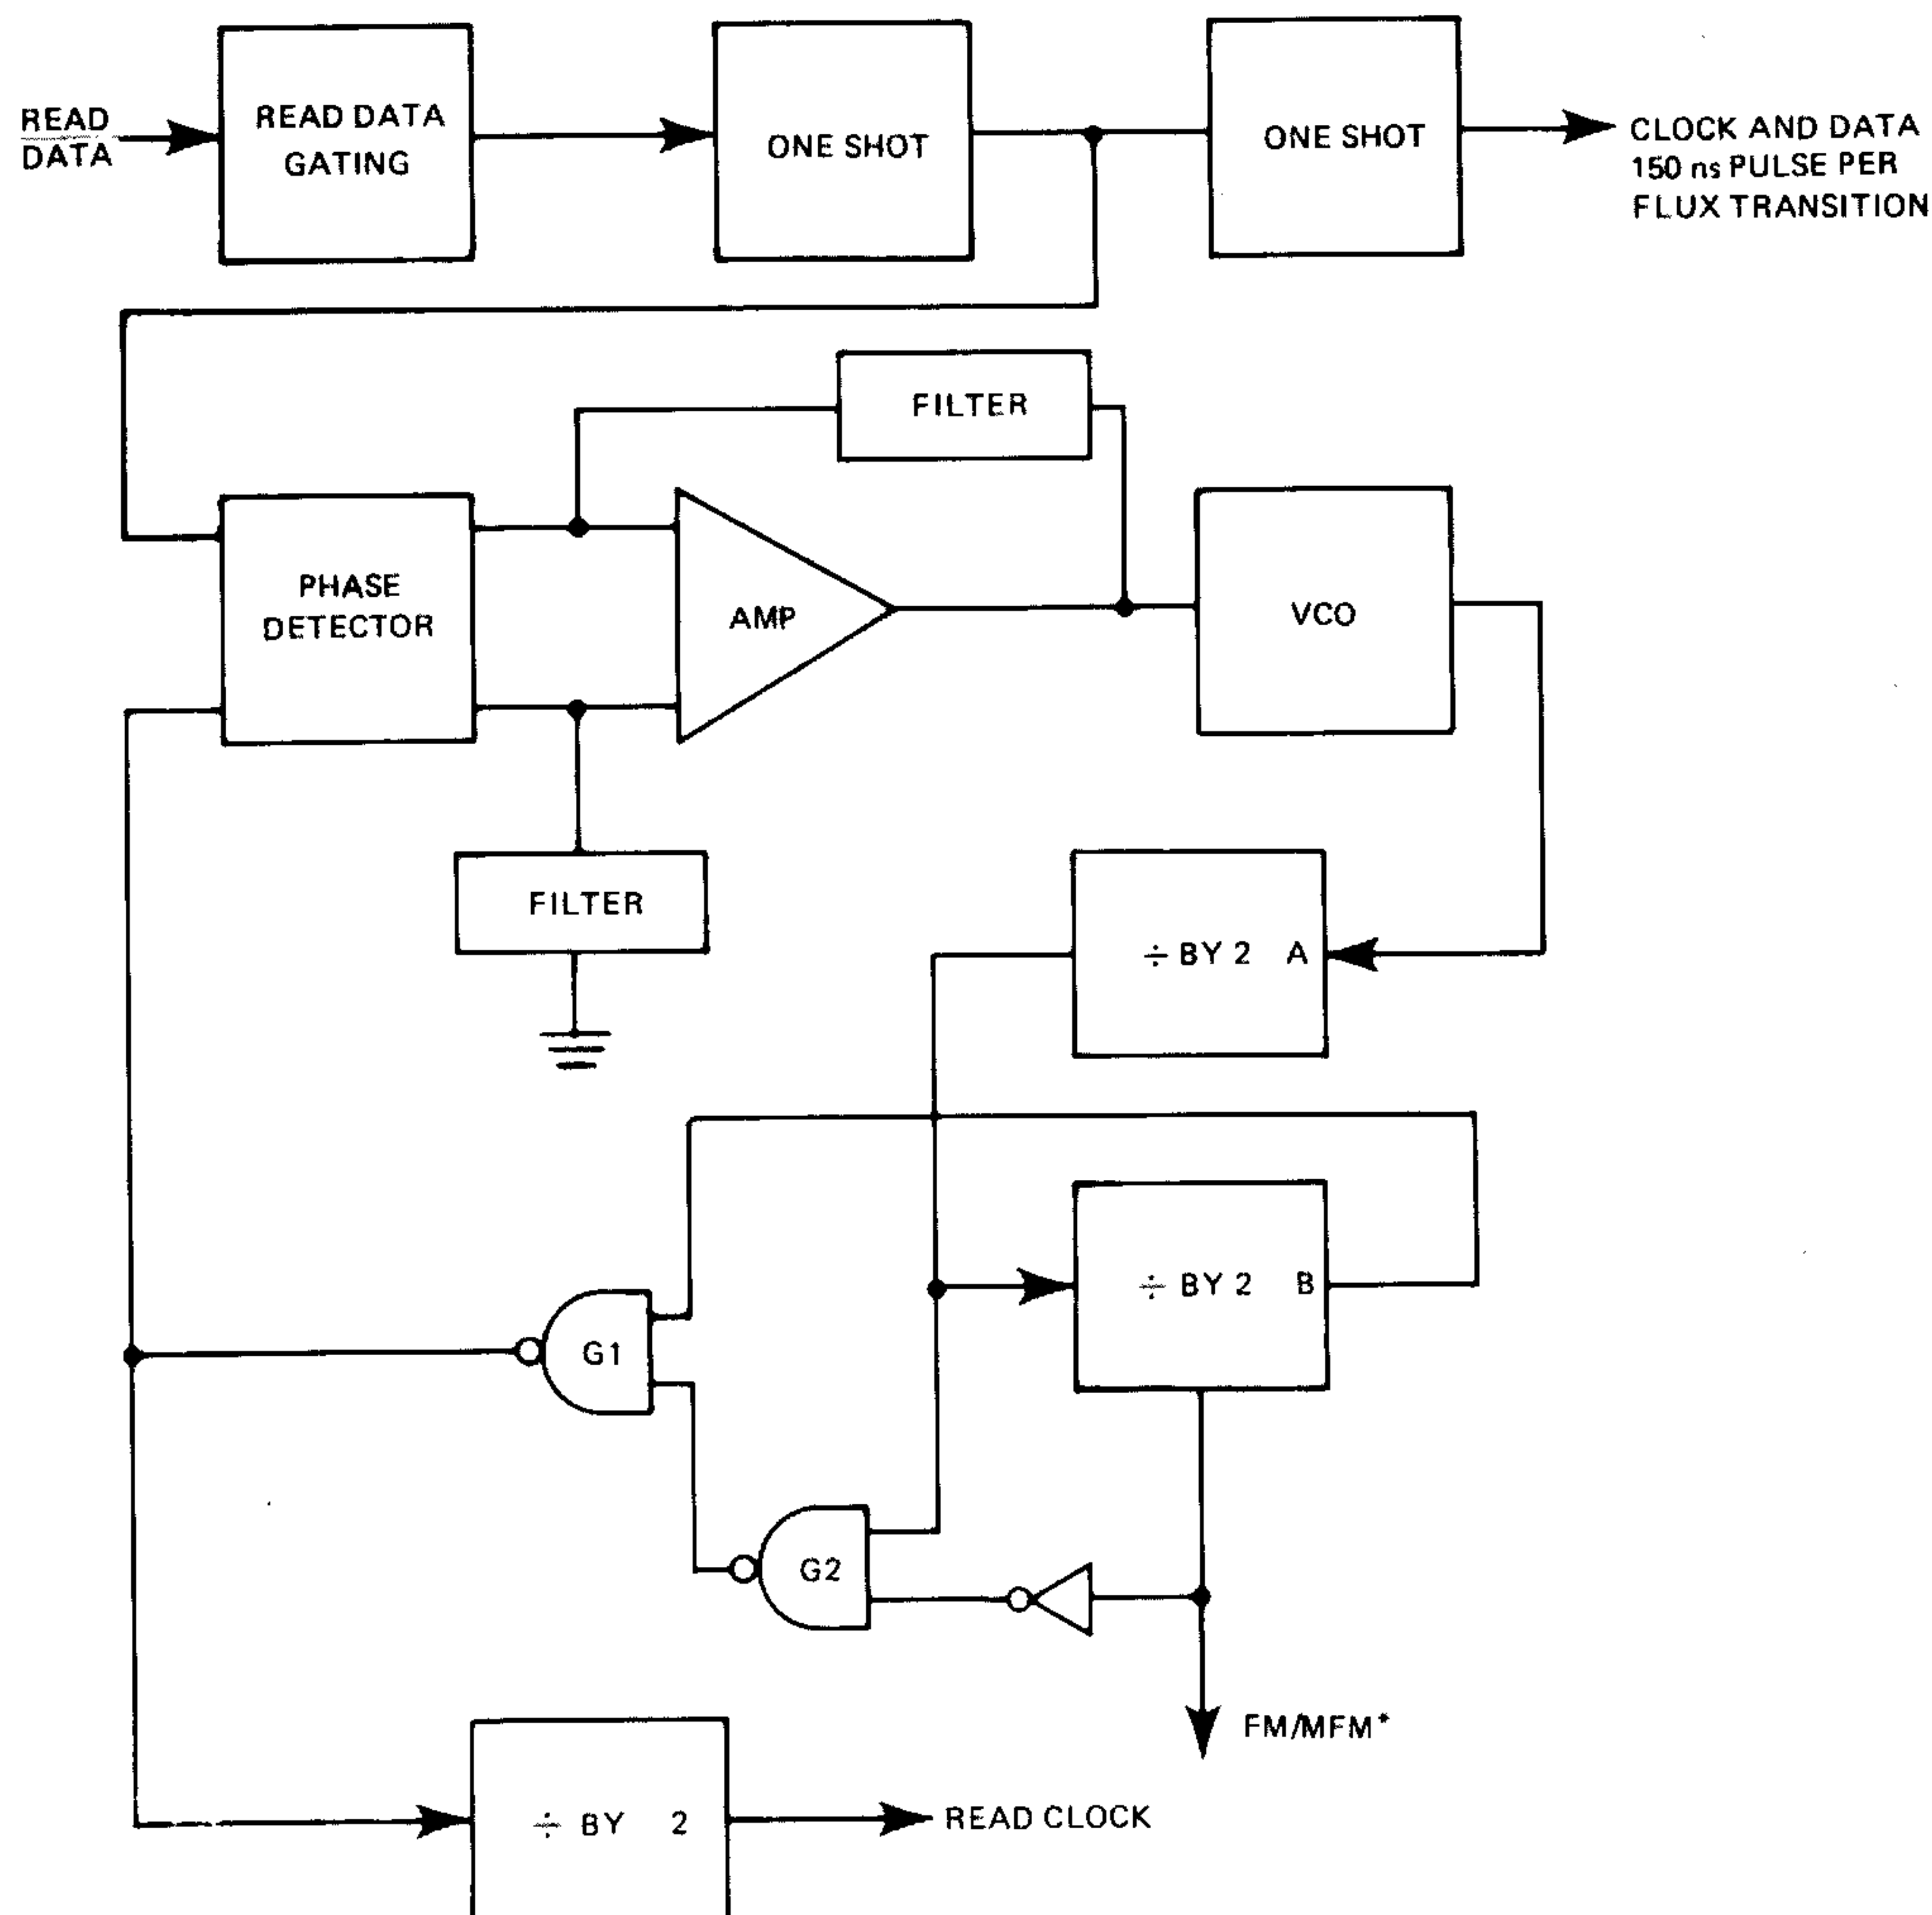 READ
DATA
READ DATA
GATING
ONE SHOT
ONE SHOT
CLOCK AND DATA
150 ns PULSE PER
FLUX TRANSITION
FILTER
PHASE
DETECTOR
AMP
VCO
FILTER
÷ BY 2 A
÷ BY 2 B
G1
G2
FM/MFM*
÷ BY 2
READ CLOCK